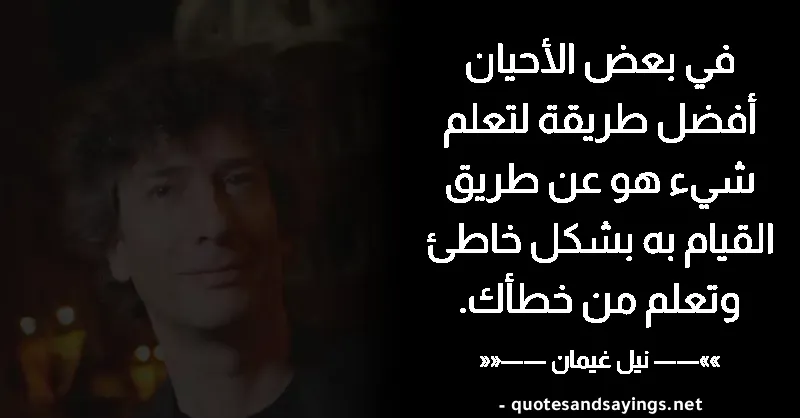 في بعض الأحيان
أفضل طريقة لتعلم
شيء هو عن طريق
القيام به بشكل خاطئ
وتعلم من خطأك.
»»—— نيل غيمان ——««
- quotesandsayings.net